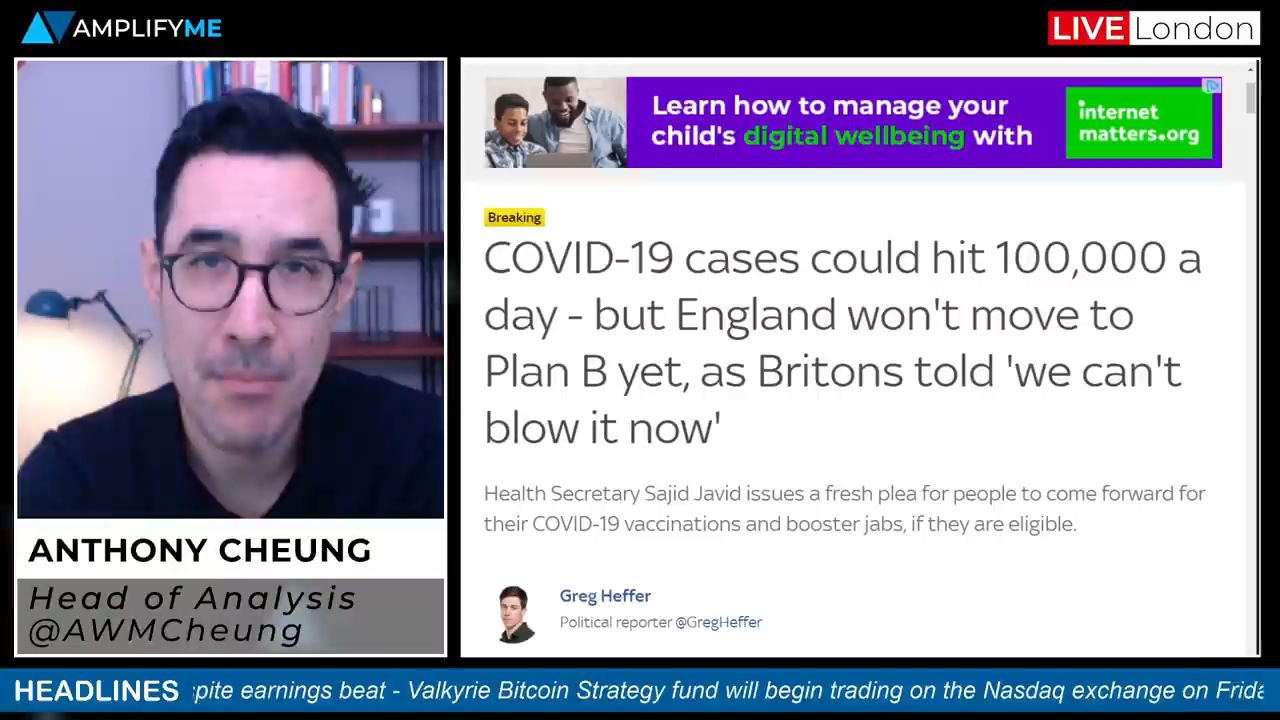 AMPLIFYME
LIVE London
Learn how to manage your
child's digital wellbeing with
internet
matters.org
Breaking
COVID-19 cases could hit 100,000 a
day - but England won't move to
Plan B yet, as Britons told 'we can't
blow it now'
Health Secretary Sajid Javid issues a fresh plea for people to come forward for
their COVID-19 vaccinations and booster jabs, if they are eligible.
Greg Heffer
Political reporter @GregHeffer
ANTHONY CHEUNG
Head of Analysis
@AWMCheung
HEADLINES pite earnings beat - Valkyrie Bitcoin Strategy fund will begin trading on the Nasdaq exchange on Frida